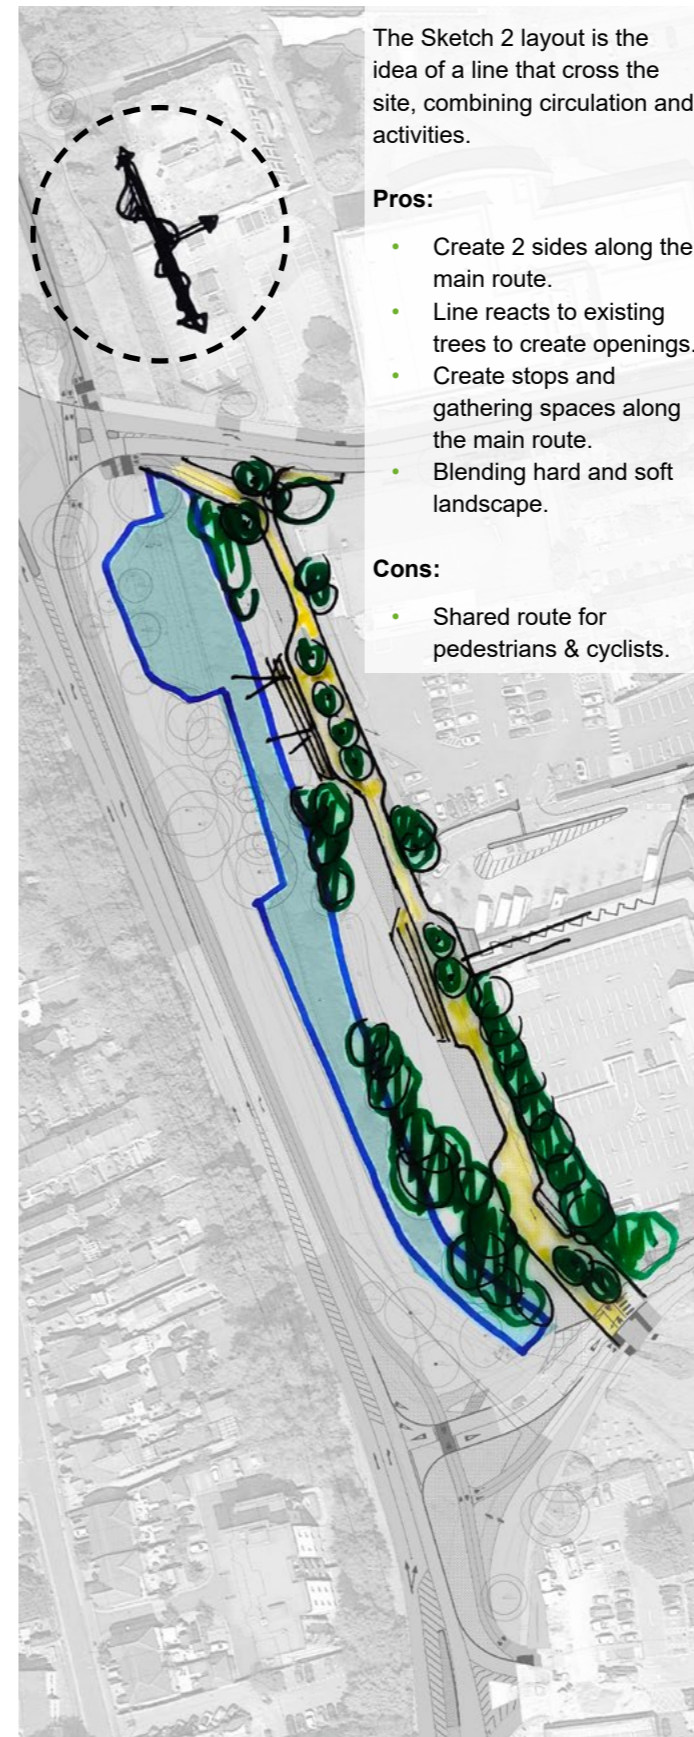 The Sketch 2 layout is the
idea of a line that cross the
site, combining circulation and
activities.
Pros:
• Create 2 sides along the
main route.
• Line reacts to existing
trees to create openings.
• Create stops and
gathering spaces along
the main route.
• Blending hard and soft
landscape.
Cons:
• Shared route for
pedestrians & cyclists.